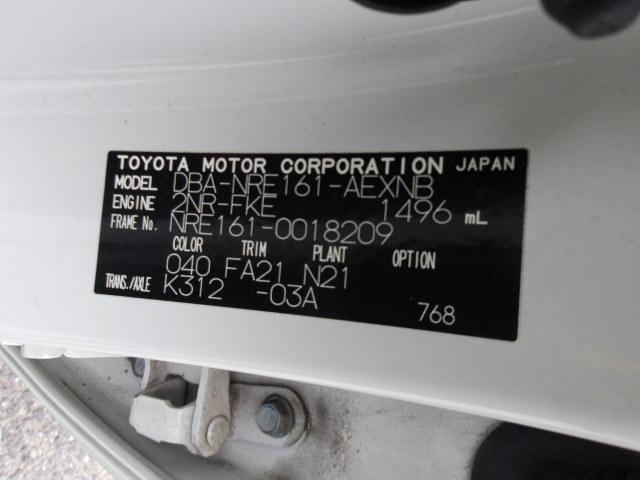 TOYOTA MOTOR CORPORATION JAPAN
MODEL DBA-NRE161-AEXNB
ENGINE 2NR-FKE 1496 mL
FRAME No. NRE161-0018209
COLOR TRIM PLANT OPTION
040 FA21 N21
TRANS./AXLE K312 -03A
768